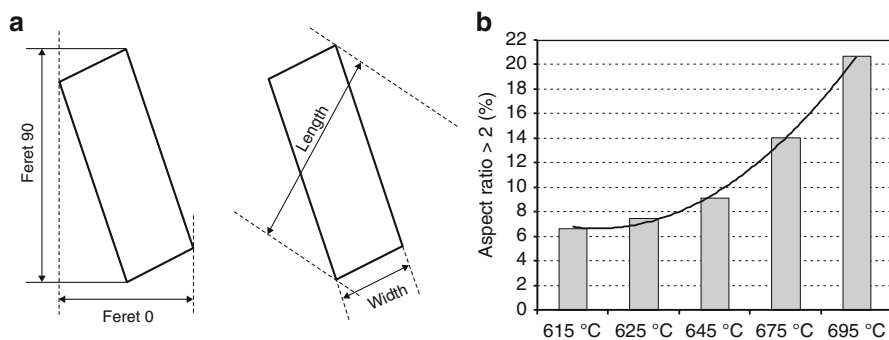 a
Feret 90
Feret 0
Length
Width
b
Aspect ratio > 2 (%)
22
20
18
16
14
12
10
8
6
4
2
0
615 °C 625 °C 645 °C 675 °C 695 °C